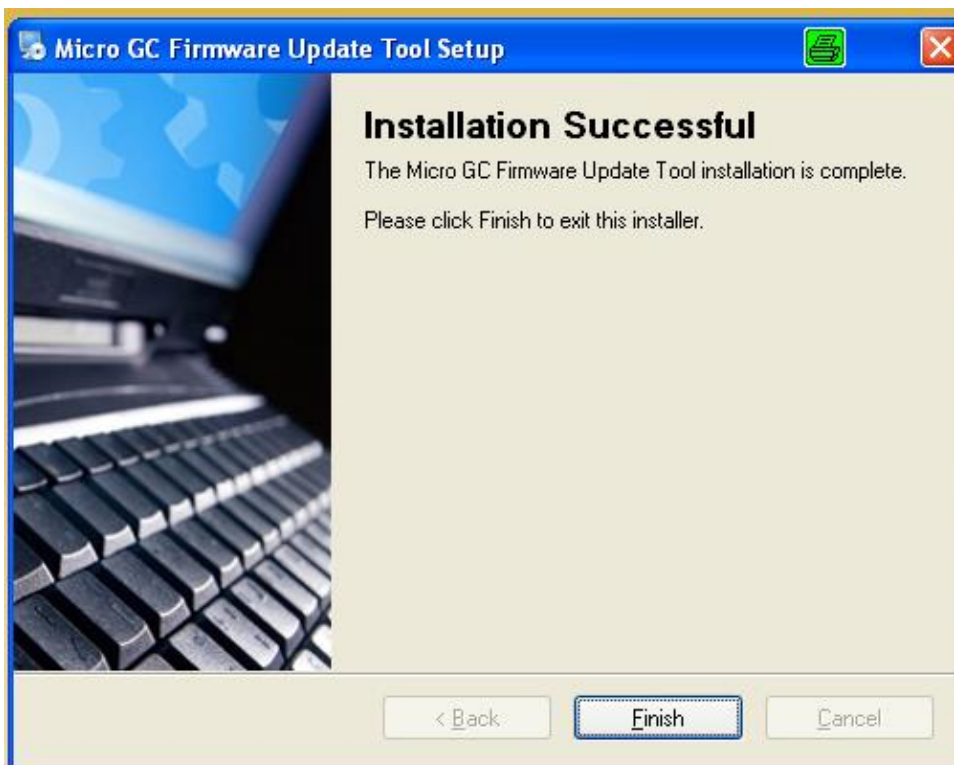 Micro GC Firmware Update Tool Setup
Installation Successful
The Micro GC Firmware Update Tool installation is complete.
Please click Finish to exit this installer.
< Back
Finish
Cancel